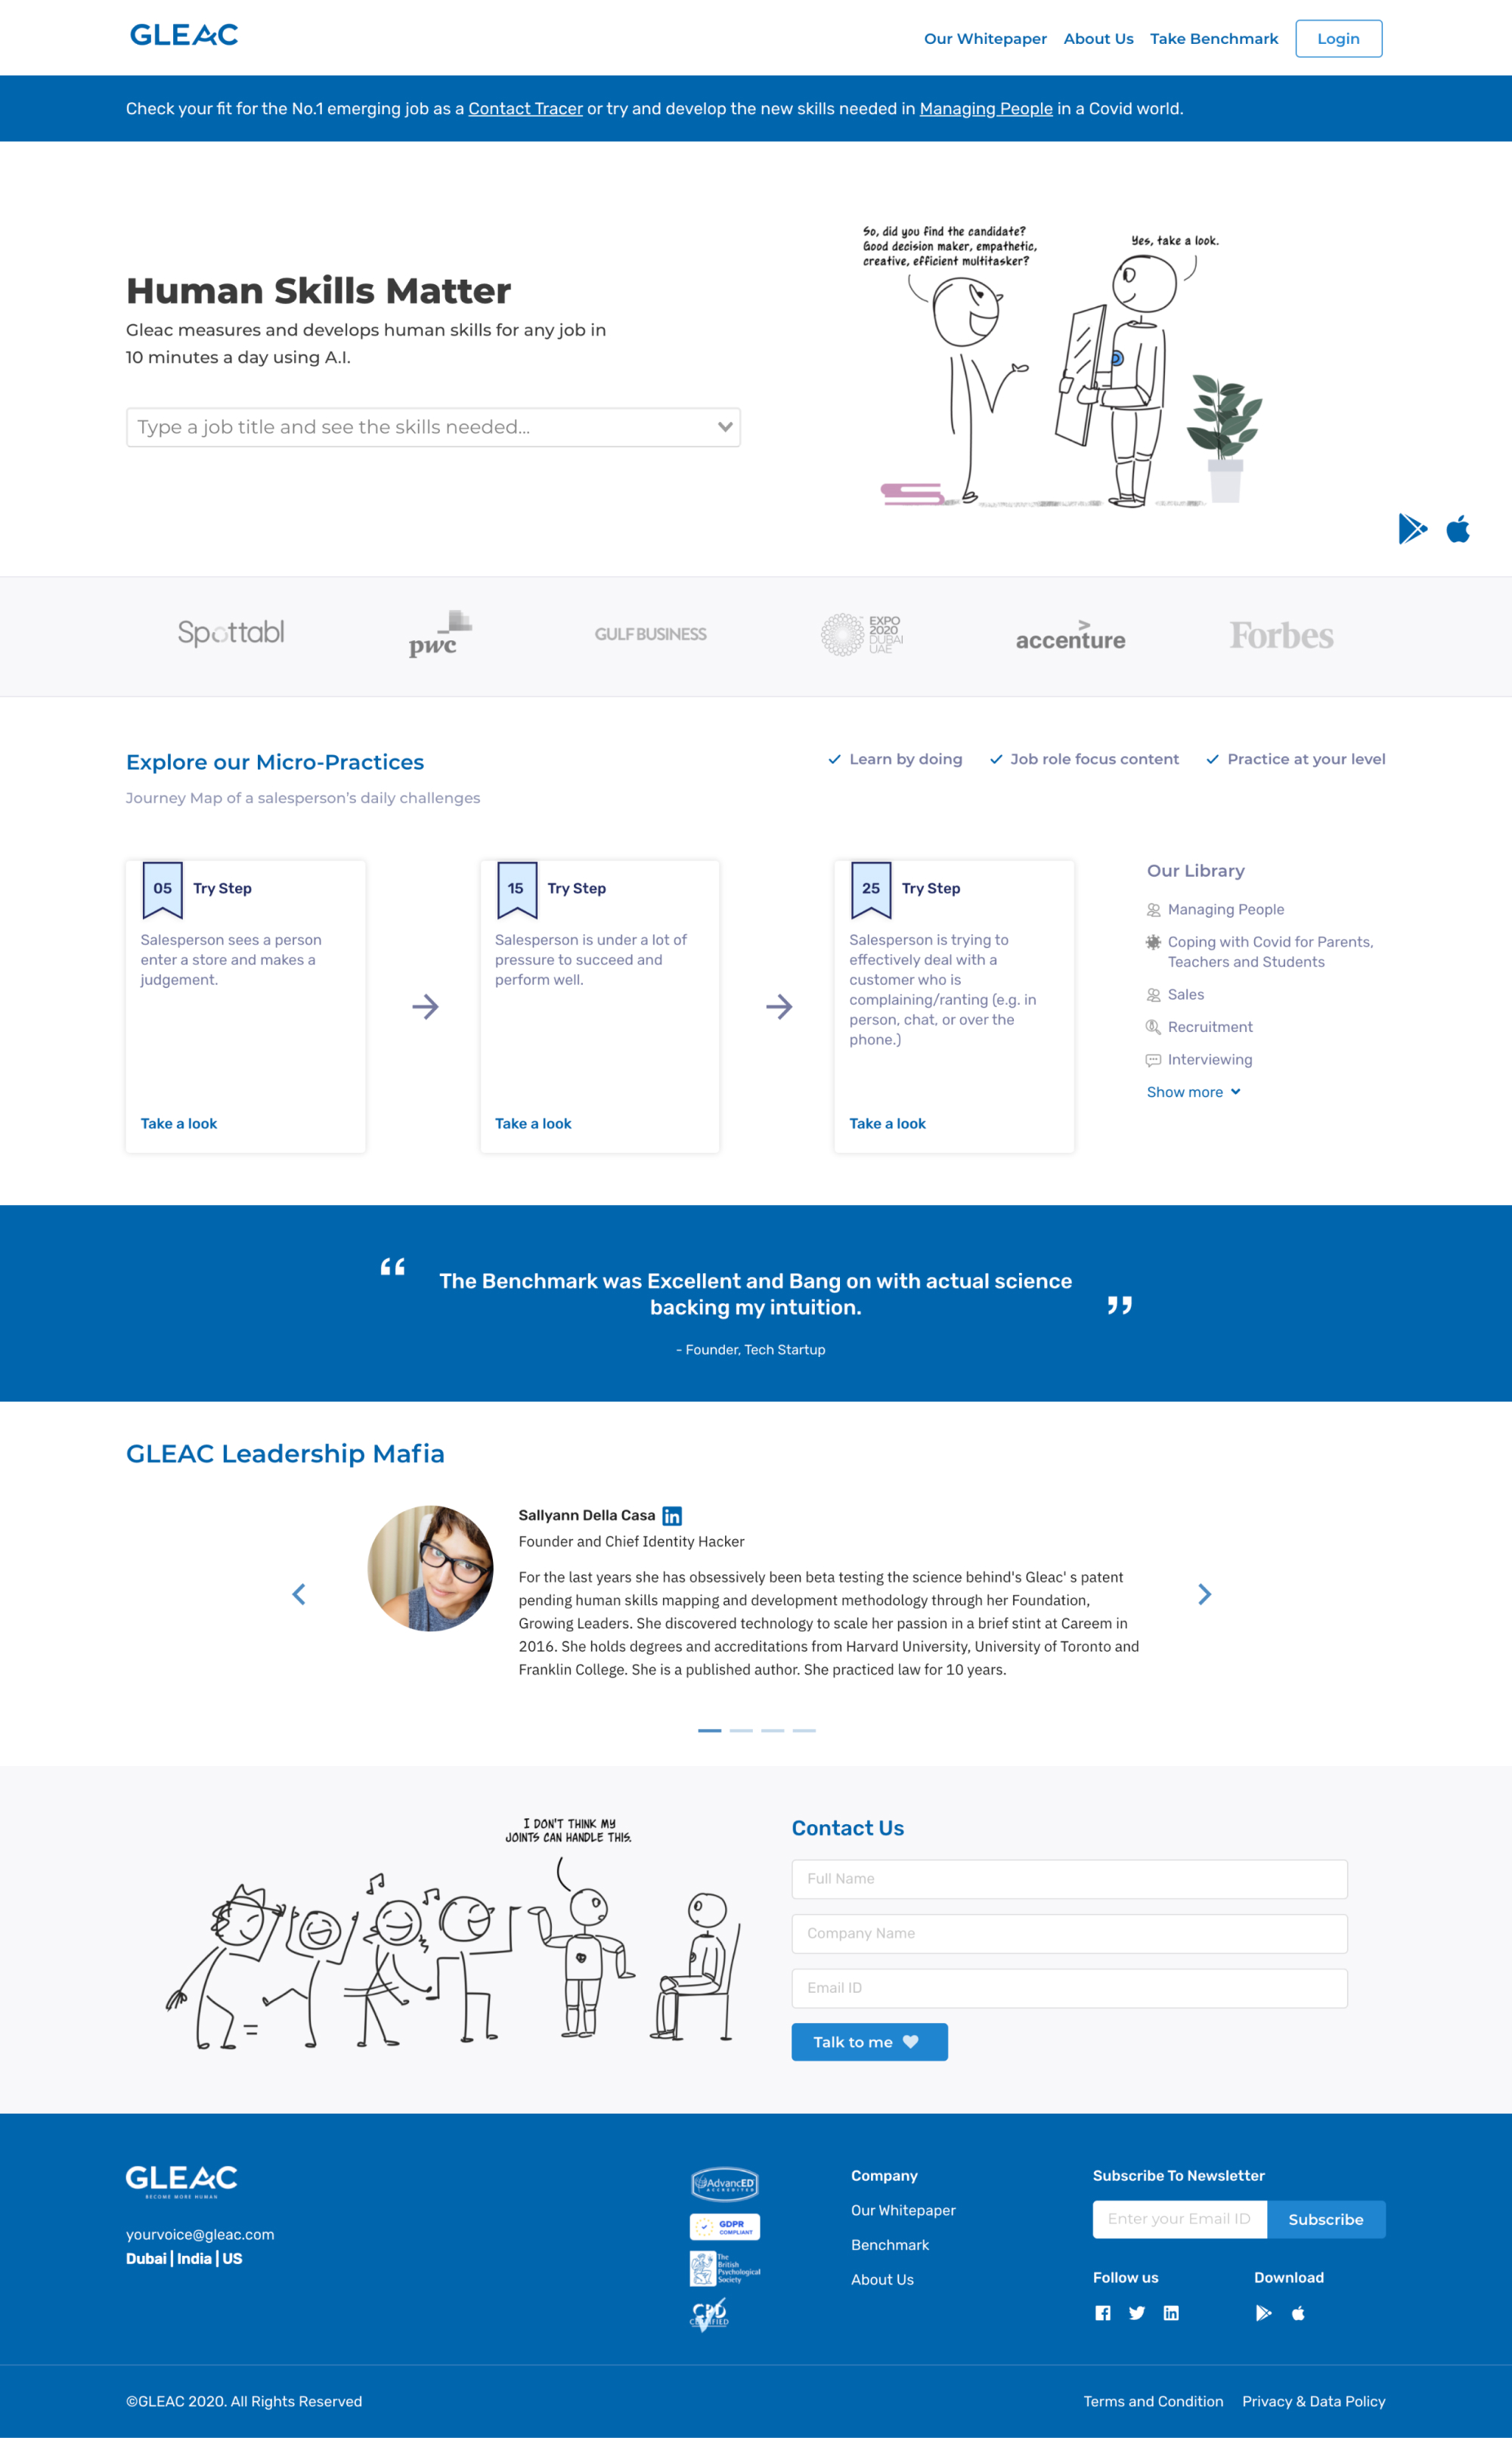 GLEAC
Our Whitepaper
About Us
Take Benchmark
Login
Check your fit for the No.1 emerging job as a Contact Tracer or try and develop the new skills needed in Managing People in a Covid world.
So, did you find the candidate?
Good decision maker, empathetic,
creative, efficient multitasker?
Yes, take a look.
Human Skills Matter
Gleac measures and develops human skills for any job in
10 minutes a day using A.I.
Type a job title and see the skills needed...
Spottabl
pwc
GULF BUSINESS
EXPO
2020
DUBAI
UAE
accenture
Forbes
Explore our Micro-Practices
Learn by doing
Job role focus content
Practice at your level
Journey Map of a salesperson's daily challenges
05
Try Step
Salesperson sees a person
enter a store and makes a
judgement.
Take a look
15
Try Step
Salesperson is under a lot of
pressure to succeed and
perform well.
Take a look
25
Try Step
Salesperson is trying to
effectively deal with a
customer who is
complaining/ranting (e.g. in
person, chat, or over the
phone.)
Take a look
Our Library
Managing People
Coping with Covid for Parents,
Teachers and Students
Sales
Recruitment
Interviewing
Show more
“ The Benchmark was Excellent and Bang on with actual science
backing my intuition. ”
- Founder, Tech Startup
GLEAC Leadership Mafia
Sallyann Della Casa in
Founder and Chief Identity Hacker
For the last years she has obsessively been beta testing the science behind's Gleac' s patent
pending human skills mapping and development methodology through her Foundation,
Growing Leaders. She discovered technology to scale her passion in a brief stint at Careem in
2016. She holds degrees and accreditations from Harvard University, University of Toronto and
Franklin College. She is a published author. She practiced law for 10 years.
I DON'T THINK MY
JOINTS CAN HANDLE THIS.
Contact Us
Full Name
Company Name
Email ID
Talk to me
GLEAC
BECOME MORE HUMAN
yourvoice@gleac.com
Dubai | India | US
AdvancED
ACCREDITED
GDPR
COMPLIANT
The
British
Psychological
Society
CPD
CERTIFIED
Company
Our Whitepaper
Benchmark
About Us
Subscribe To Newsletter
Enter your Email ID
Subscribe
Follow us
Download
©GLEAC 2020. All Rights Reserved
Terms and Condition
Privacy & Data Policy